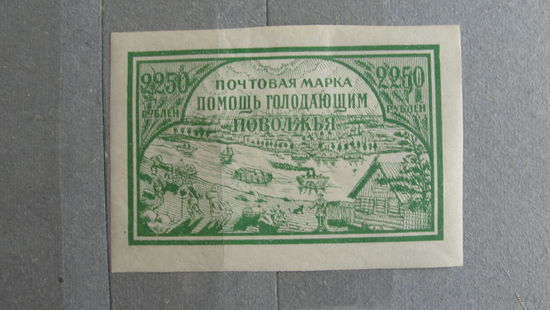 2250 РУБЛЕЙ
2250 РУБЛЕЙ
ПОЧТОВАЯ МАРКА
ПОМОЩЬ ГОЛОДАЮЩИМ
ПОВОЛЖЬЯ